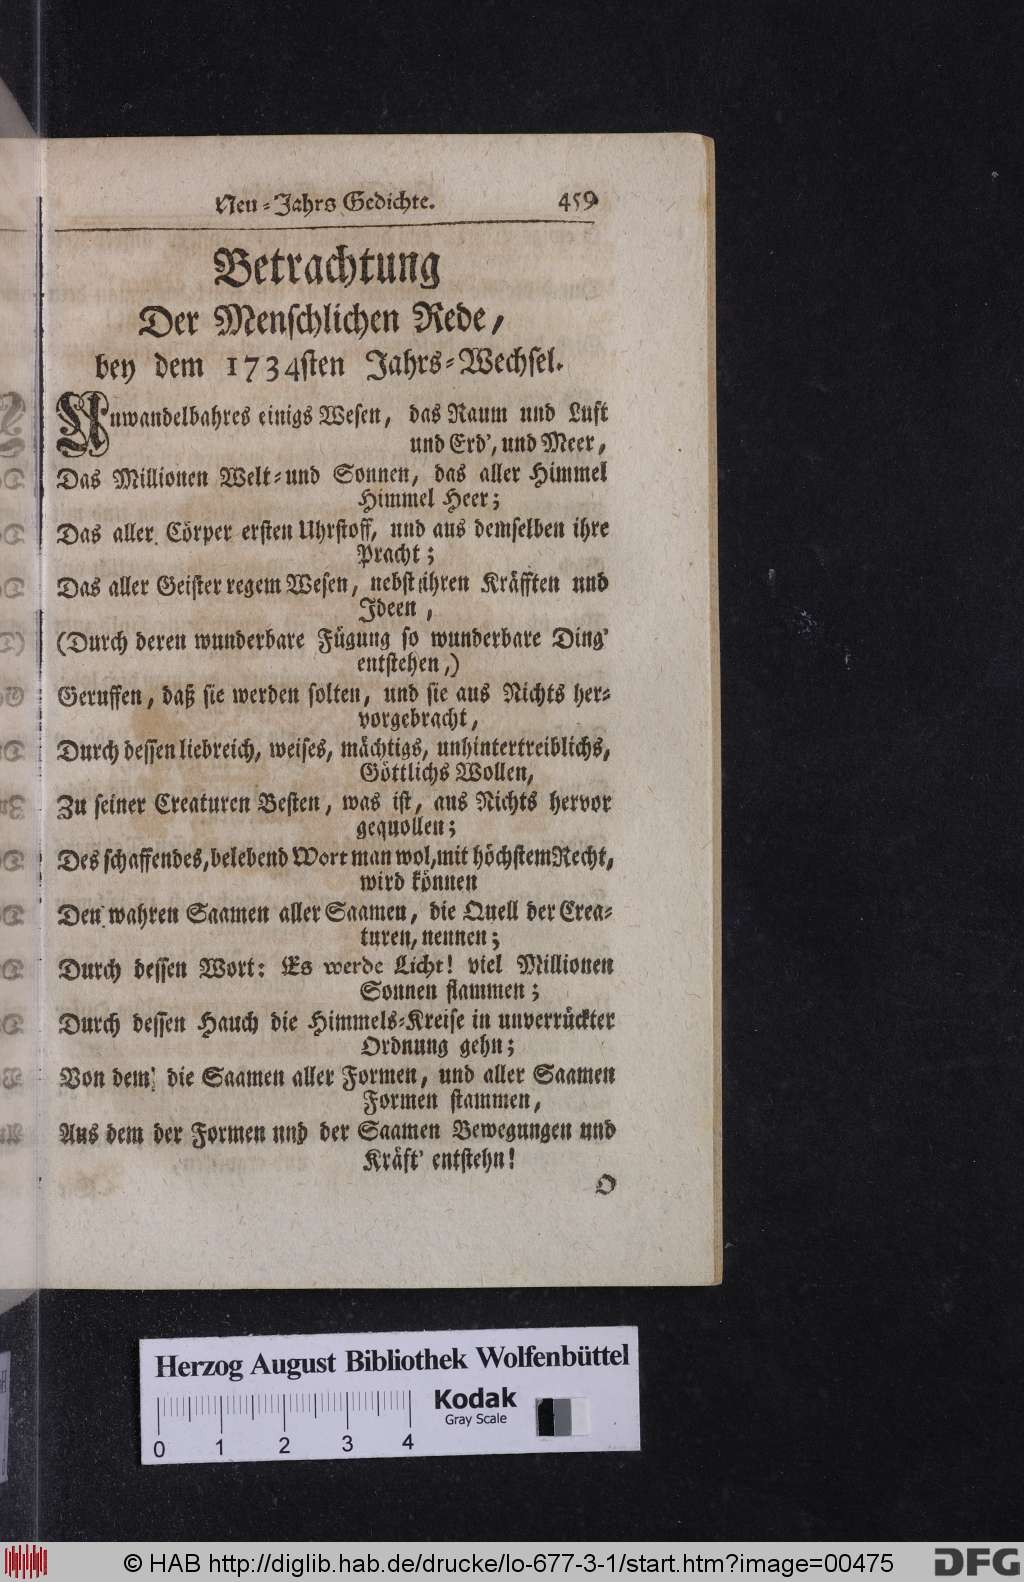 Neu-Jahrs Gedichte. 459
Betrachtung
Der Menschlichen Rede,
bey dem 1734sten Jahrs-Wechsel.
Unwandelbahres einigs Wesen, das Raum und Luft
und Erd', und Meer,
Das Millionen Welt- und Sonnen, das aller Himmel
Himmel Heer;
Das aller Cörper ersten Uhrstoff, und aus demselben ihre
Pracht;
Das aller Geister regem Wesen, nebst ihren Kräfften und
Ideen,
(Durch deren wunderbare Fügung so wunderbare Ding'
entstehen,)
Geruffen, daß sie werden solten, und sie aus Nichts her-
vorgebracht,
Durch dessen liebreich, weises, mächtigs, unhintertreiblichs,
Göttlichs Wollen,
Zu seiner Creaturen Besten, was ist, aus Nichts hervor
gequollen;
Des schaffendes, belebend Wort man wol, mit höchstem Recht,
wird können
Den wahren Saamen aller Saamen, die Quell der Crea-
turen, nennen;
Durch dessen Wort: Es werde Licht! viel Millionen
Sonnen stammen;
Durch dessen Hauch die Himmels-Kreise in unverrückter
Ordnung gehn;
Von dem die Saamen aller Formen, und aller Saamen
Formen stammen,
Aus dem der Formen und der Saamen Bewegungen und
Kräft' entstehn!
O
Herzog August Bibliothek Wolfenbüttel
Kodak
Gray Scale
0 1 2 3 4
© HAB http://diglib.hab.de/drucke/lo-677-3-1/start.htm?image=00475
DFG